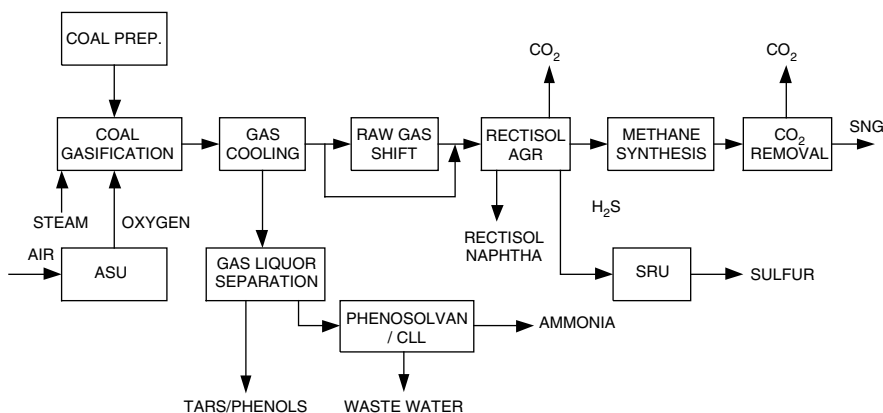 COAL PREP.
CO₂
CO₂
COAL
GASIFICATION
GAS
COOLING
RAW GAS
SHIFT
RECTISOL
AGR
METHANE
SYNTHESIS
CO₂
REMOVAL
SNG
STEAM
OXYGEN
H₂S
RECTISOL
NAPHTHA
AIR
ASU
GAS LIQUOR
SEPARATION
SRU
SULFUR
PHENOSOLVAN
/ CLL
AMMONIA
TARS/PHENOLS
WASTE WATER